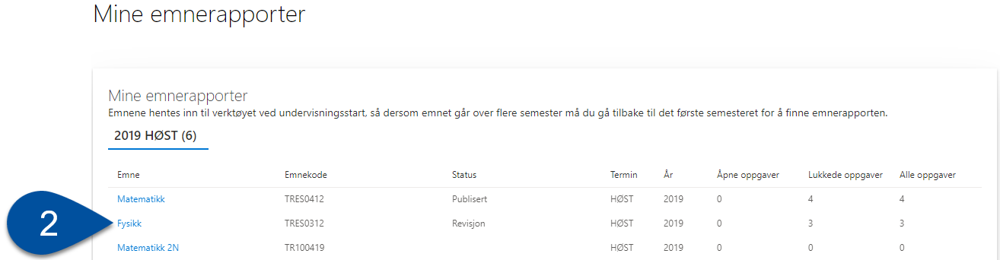 Mine emnerapporter
Mine emnerapporter
Emnene hentes inn til verktøyet ved undervisningsstart, så dersom emnet går over flere semester må du gå tilbake til det første semesteret for å finne emnerapporten.
2019 HØST (6)
Emne Emnekode Status Termin År Åpne oppgaver Lukkede oppgaver Alle oppgaver
Matematikk TRES0412 Publisert HØST 2019 0 4 4
2 Fysikk TRES0312 Revisjon HØST 2019 0 3 3
Matematikk 2N TR100419 HØST 2019 0 0 0